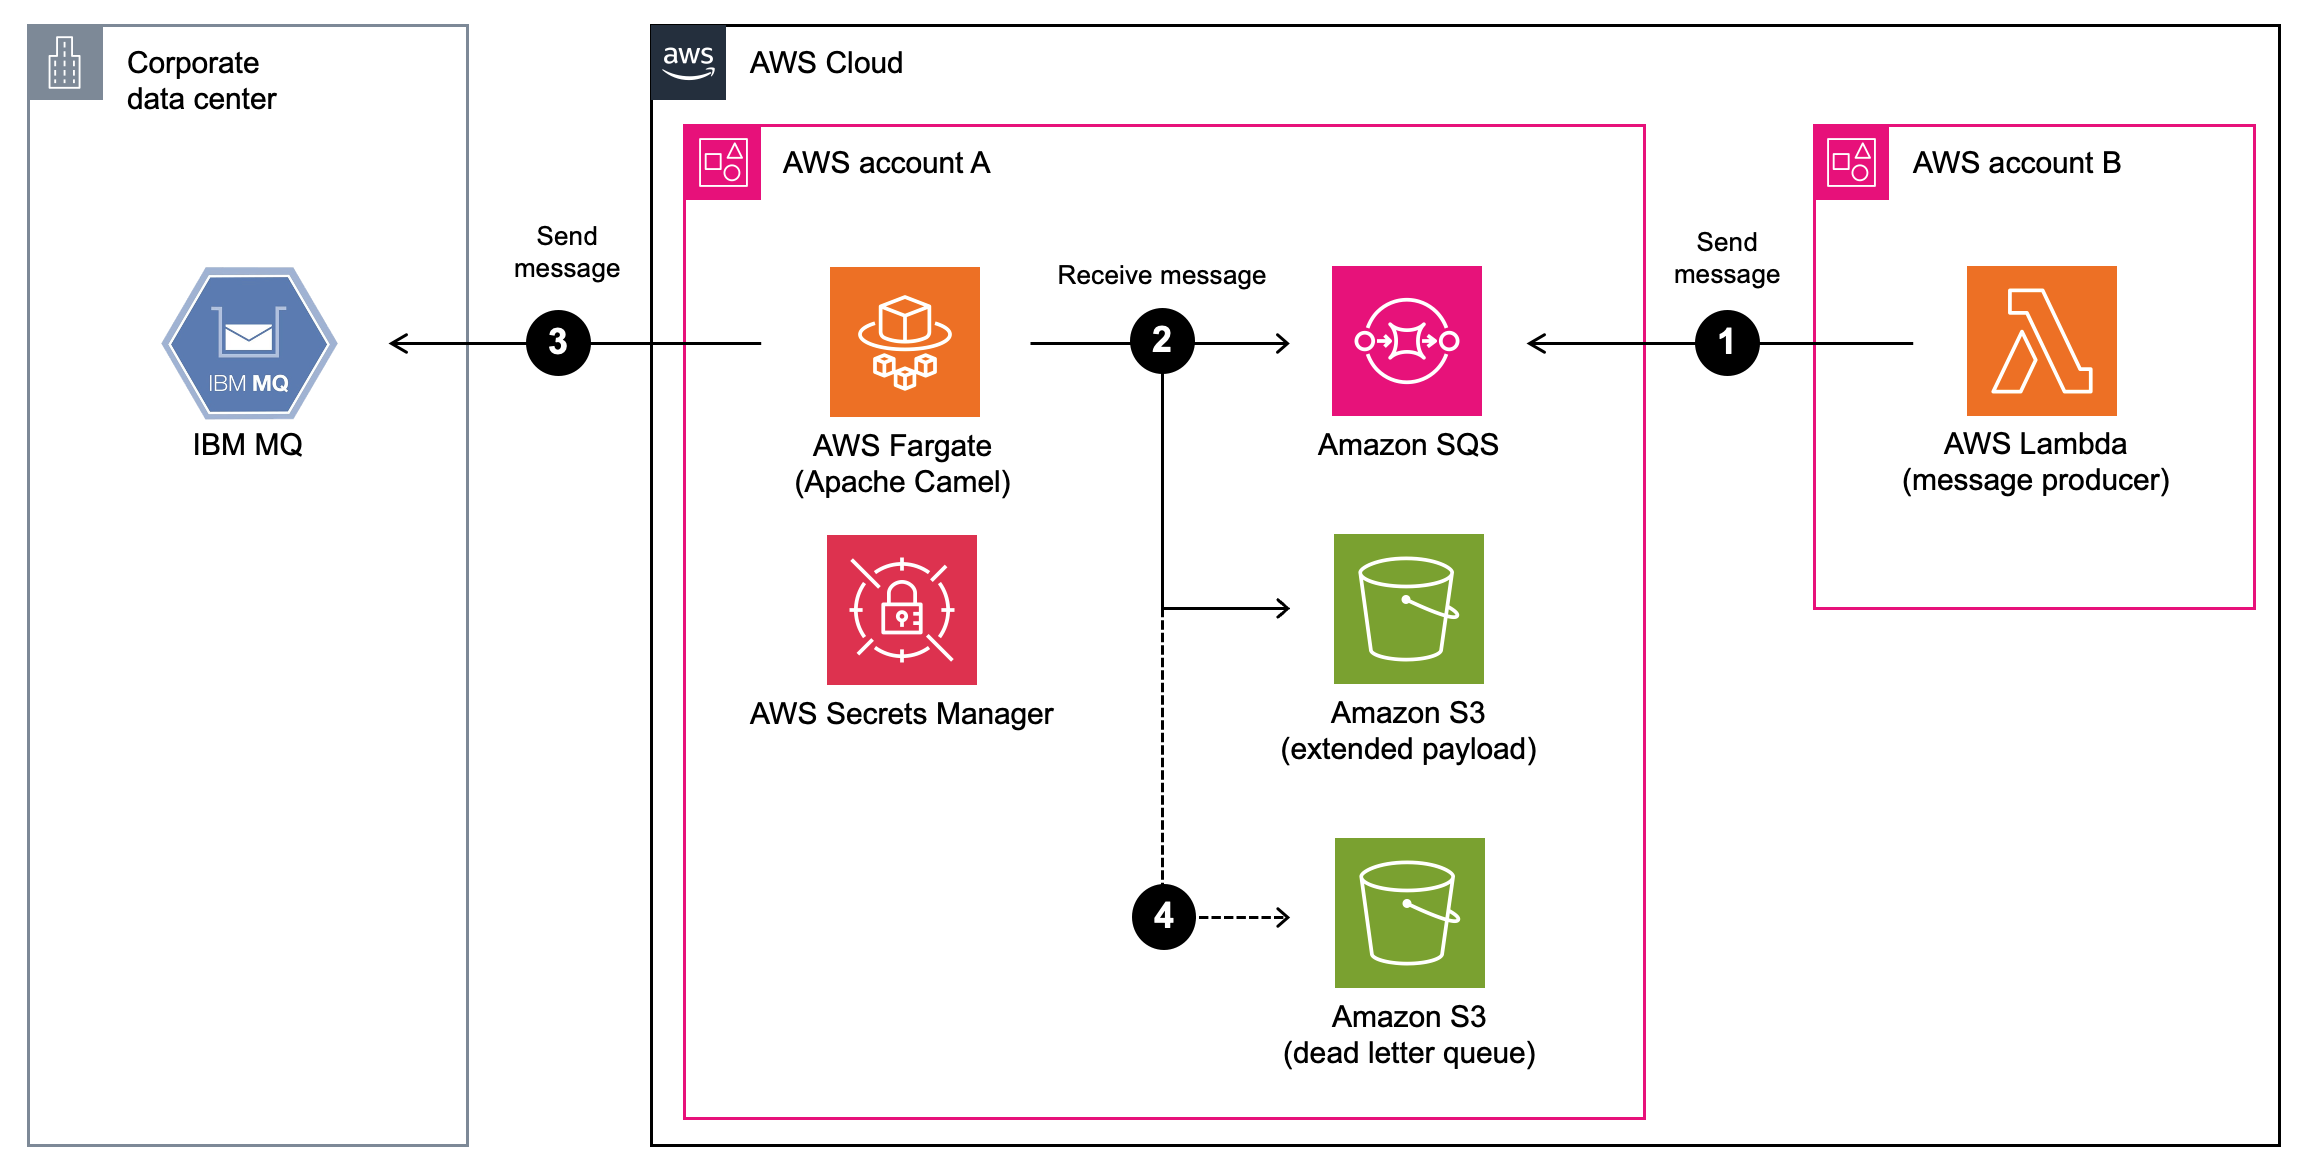 Corporate
data center
aws
AWS Cloud
AWS account A
AWS account B
Send
message
3
Receive message
2
Send
message
1
IBM MQ
IBM MQ
AWS Fargate
(Apache Camel)
Amazon SQS
AWS Lambda
(message producer)
AWS Secrets Manager
Amazon S3
(extended payload)
4
Amazon S3
(dead letter queue)